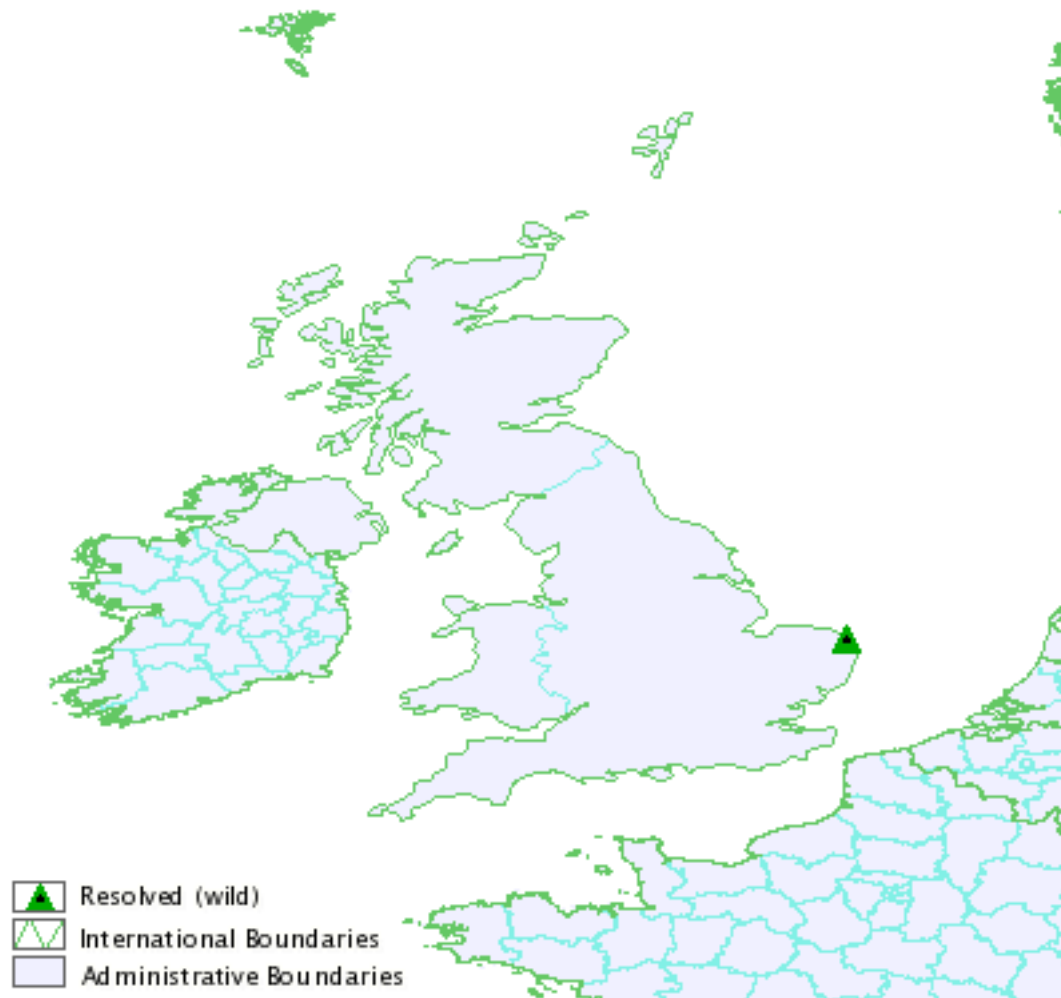 Resolved (wild)
International Boundaries
Administrative Boundaries